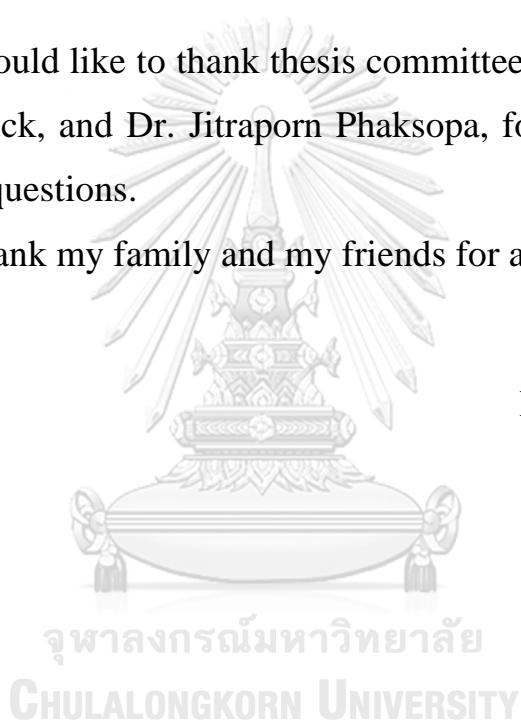 ould like to thank thesis committee
ck, and Dr. Jitraporn Phaksopa, fo
questions.
ank my family and my friends for a
จุฬาลงกรณ์มหาวิทยาลัย
CHULALONGKORN UNIVERSITY